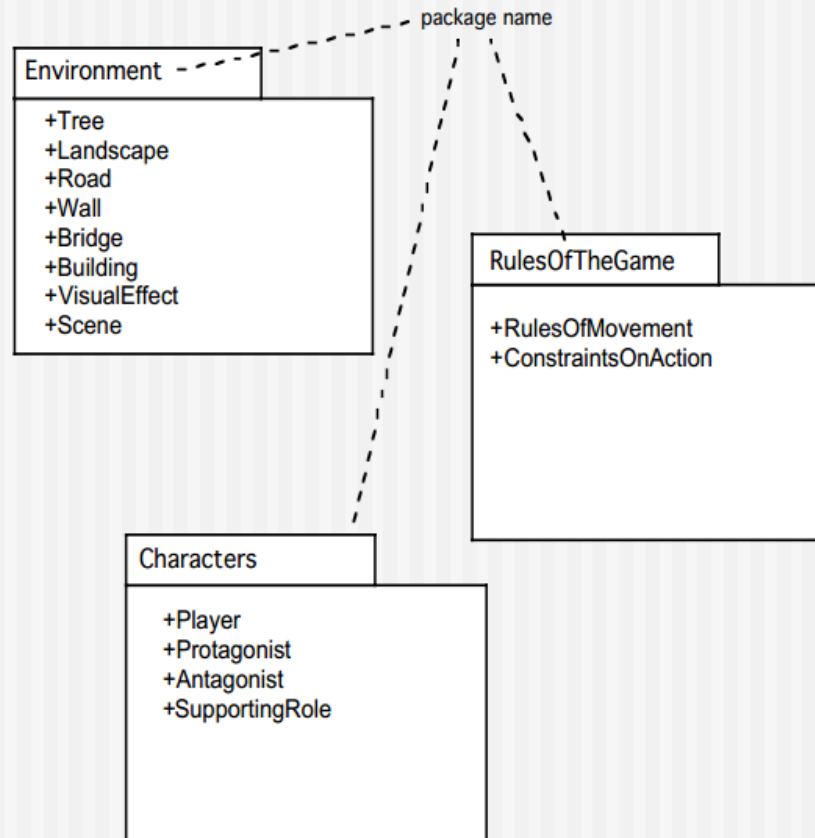 package name
Environment
+Tree
+Landscape
+Road
+Wall
+Bridge
+Building
+VisualEffect
+Scene
RulesOfTheGame
+RulesOfMovement
+ConstraintsOnAction
Characters
+Player
+Protagonist
+Antagonist
+SupportingRole